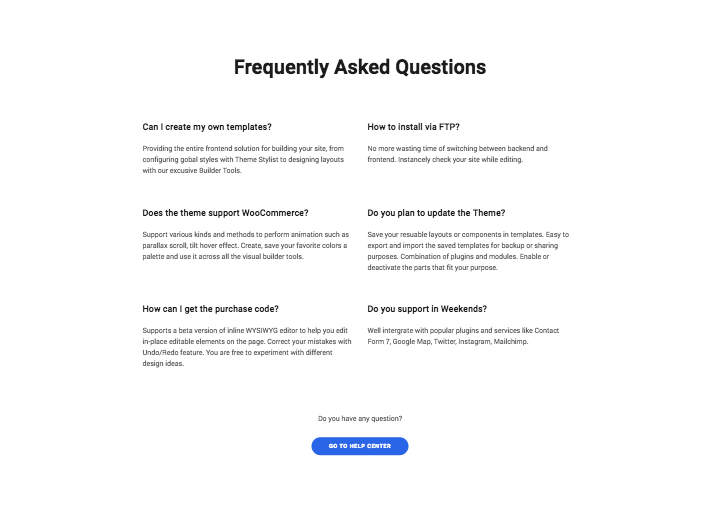 Frequently Asked Questions
Can I create my own templates?
Providing the entire frontend solution for building your site, from
configuring gobal styles with Theme Stylist to designing layouts
with our excusive Builder Tools.
How to install via FTP?
No more wasting time of switching between backend and
frontend. Instancely check your site while editing.
Does the theme support WooCommerce?
Support various kinds and methods to perform animation such as
parallax scroll, tilt hover effect. Create, save your favorite colors a
palette and use it across all the visual builder tools.
Do you plan to update the Theme?
Save your resuable layouts or components in templates. Easy to
export and import the saved templates for backup or sharing
purposes. Combination of plugins and modules. Enable or
deactivate the parts that fit your purpose.
How can I get the purchase code?
Supports a beta version of inline WYSIWYG editor to help you edit
in-place editable elements on the page. Correct your mistakes with
Undo/Redo feature. You are free to experiment with different
design ideas.
Do you support in Weekends?
Well intergrate with popular plugins and services like Contact
Form 7, Google Map, Twitter, Instagram, Mailchimp.
Do you have any question?
GO TO HELP CENTER